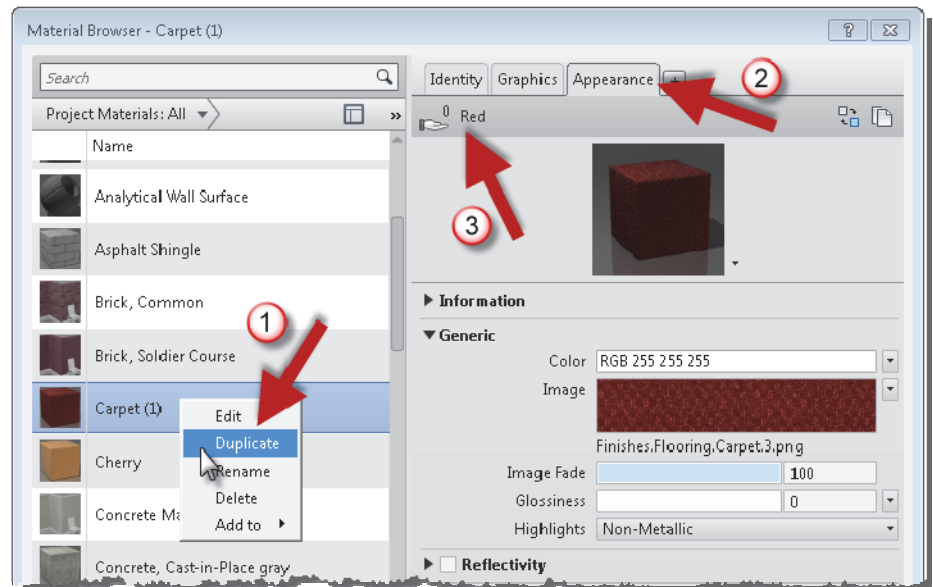 Material Browser - Carpet (1)
?
Search
Project Materials: All
»
Name
Analytical Wall Surface
Asphalt Shingle
Brick, Common
Brick, Soldier Course
Carpet (1)
Cherry
Concrete Ma
Concrete, Cast-in-Place gray
1
Edit
Duplicate
Rename
Delete
Add to
Identity Graphics Appearance +
2
0
Red
3
Information
Generic
Color RGB 255 255 255
Image
Finishes.Flooring.Carpet.3.png
Image Fade 100
Glossiness 0
Highlights Non-Metallic
Reflectivity